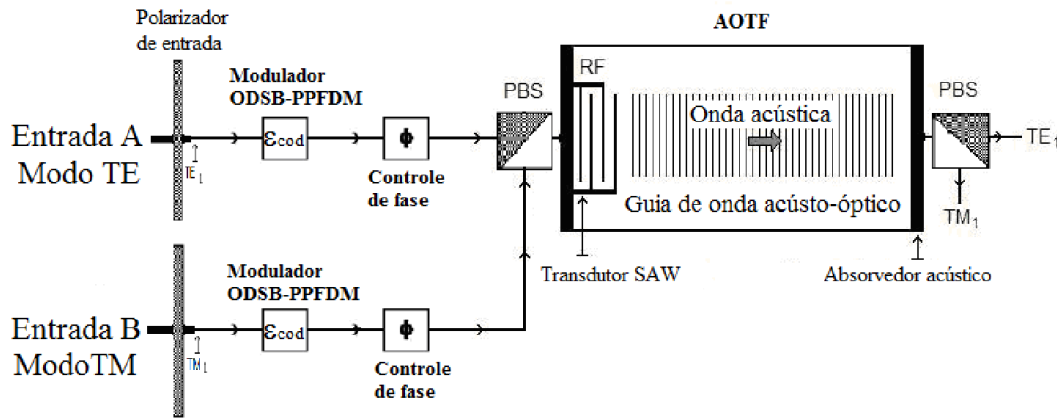 Polarizador
de entrada
AOTF
Modulador
ODSB-PPFDM
RF
PBS
PBS
Entrada A
Modo TE
TE1
εcod
ϕ
Controle
de fase
Onda acústica
TE1
TM1
Guia de onda acústo-óptico
Transdutor SAW
Absorvedor acústico
Modulador
ODSB-PPFDM
Entrada B
ModoTM
TM1
εcod
ϕ
Controle
de fase